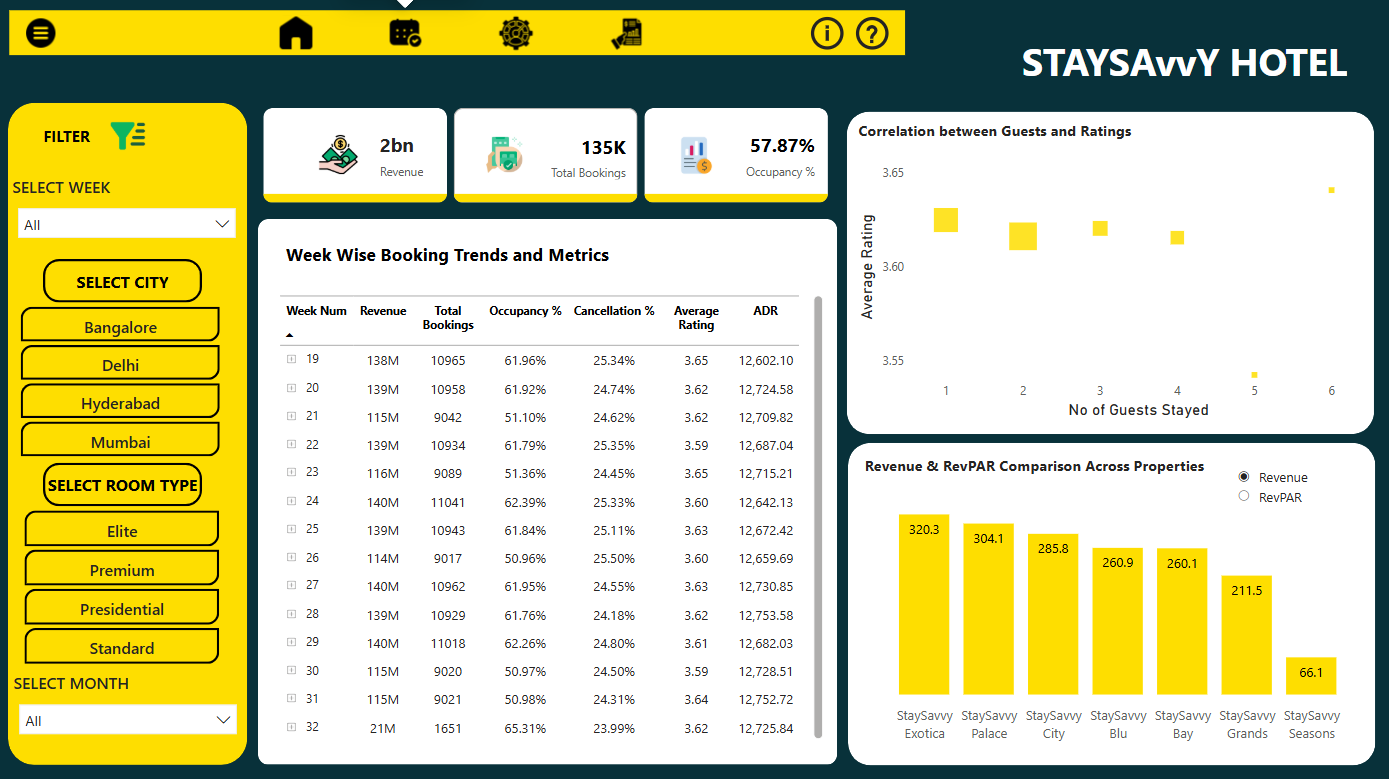 STAYSAvvY HOTEL
FILTER
SELECT WEEK
All
SELECT CITY
Bangalore
Delhi
Hyderabad
Mumbai
SELECT ROOM TYPE
Elite
Premium
Presidential
Standard
SELECT MONTH
All
2bn
Revenue
135K
Total Bookings
57.87%
Occupancy %
Week Wise Booking Trends and Metrics
Week Num Revenue Total Bookings Occupancy % Cancellation % Average Rating ADR
19 138M 10965 61.96% 25.34% 3.65 12,602.10
20 139M 10958 61.92% 24.74% 3.62 12,724.58
21 115M 9042 51.10% 24.62% 3.62 12,709.82
22 139M 10934 61.79% 25.35% 3.59 12,687.04
23 116M 9089 51.36% 24.45% 3.65 12,715.21
24 140M 11041 62.39% 25.33% 3.60 12,642.13
25 139M 10943 61.84% 25.11% 3.63 12,672.42
26 114M 9017 50.96% 25.50% 3.60 12,659.69
27 140M 10962 61.95% 24.55% 3.63 12,730.85
28 139M 10929 61.76% 24.18% 3.62 12,753.58
29 140M 11018 62.26% 24.80% 3.61 12,682.03
30 115M 9020 50.97% 24.50% 3.59 12,728.51
31 115M 9021 50.98% 24.31% 3.64 12,752.72
32 21M 1651 65.31% 23.99% 3.62 12,725.84
Correlation between Guests and Ratings
Average Rating
3.65
3.60
3.55
1 2 3 4 5 6
No of Guests Stayed
Revenue & RevPAR Comparison Across Properties
Revenue
RevPAR
320.3 304.1 285.8 260.9 260.1 211.5 66.1
StaySavvy StaySavvy StaySavvy StaySavvy StaySavvy StaySavvy StaySavvy
Exotica Palace City Blu Bay Grands Seasons